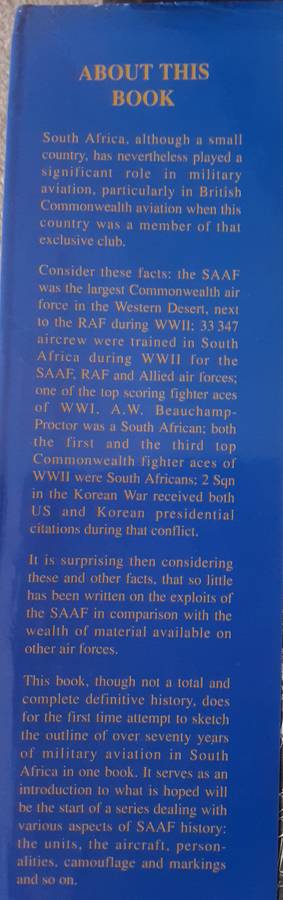 ABOUT THIS
BOOK
South Africa, although a small
country, has nevertheless played a
significant role in military
aviation, particularly in British
Commonwealth aviation when this
country was a member of that
exclusive club.
Consider these facts: the SAAF
was the largest Commonwealth air
force in the Western Desert, next
to the RAF during WWII; 33 347
aircrew were trained in South
Africa during WWII for the
SAAF, RAF and Allied air forces;
one of the top scoring fighter aces
of WWI, A.W. Beauchamp-
Proctor was a South African; both
the first and the third top
Commonwealth fighter aces of
WWII were South Africans; 2 Sqn
in the Korean War received both
US and Korean presidential
citations during that conflict.
It is surprising then considering
these and other facts, that so little
has been written on the exploits of
the SAAF in comparison with the
wealth of material available on
other air forces.
This book, though not a total and
complete definitive history, does
for the first time attempt to sketch
the outline of over seventy years
of military aviation in South
Africa in one book. It serves as an
introduction to what is hoped will
be the start of a series dealing with
various aspects of SAAF history:
the units, the aircraft, person-
alities, camouflage and markings
and so on.